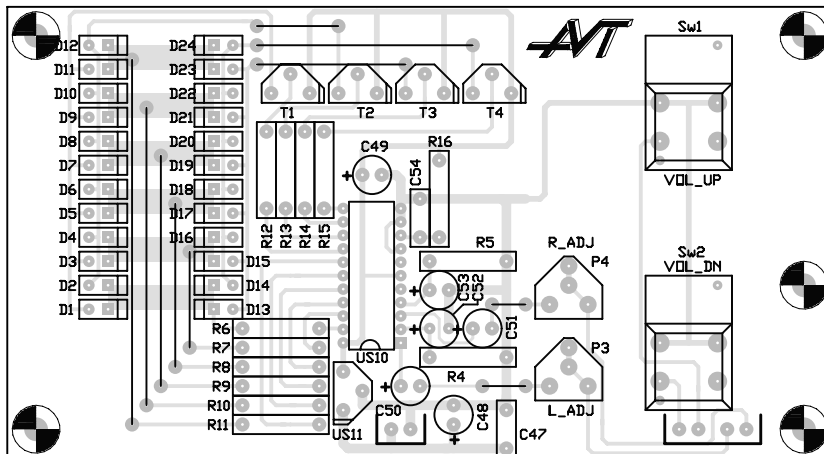 AVT
Sw1
D12
D24
D11
D23
D10
D22
T1
T2
T3
T4
D9
D21
D8
D20
C49
R16
D7
D19
C54
VOL_UP
D6
D18
D5
D17
D4
D16
R12
R13
R14
R15
R5
R_ADJ
Sw2
D3
D15
P4
VOL_DN
D2
D14
C53
C52
D1
D13
R6
C51
R7
US10
P3
R8
R4
R9
R10
C50
C48
L_ADJ
R11
US11
C47